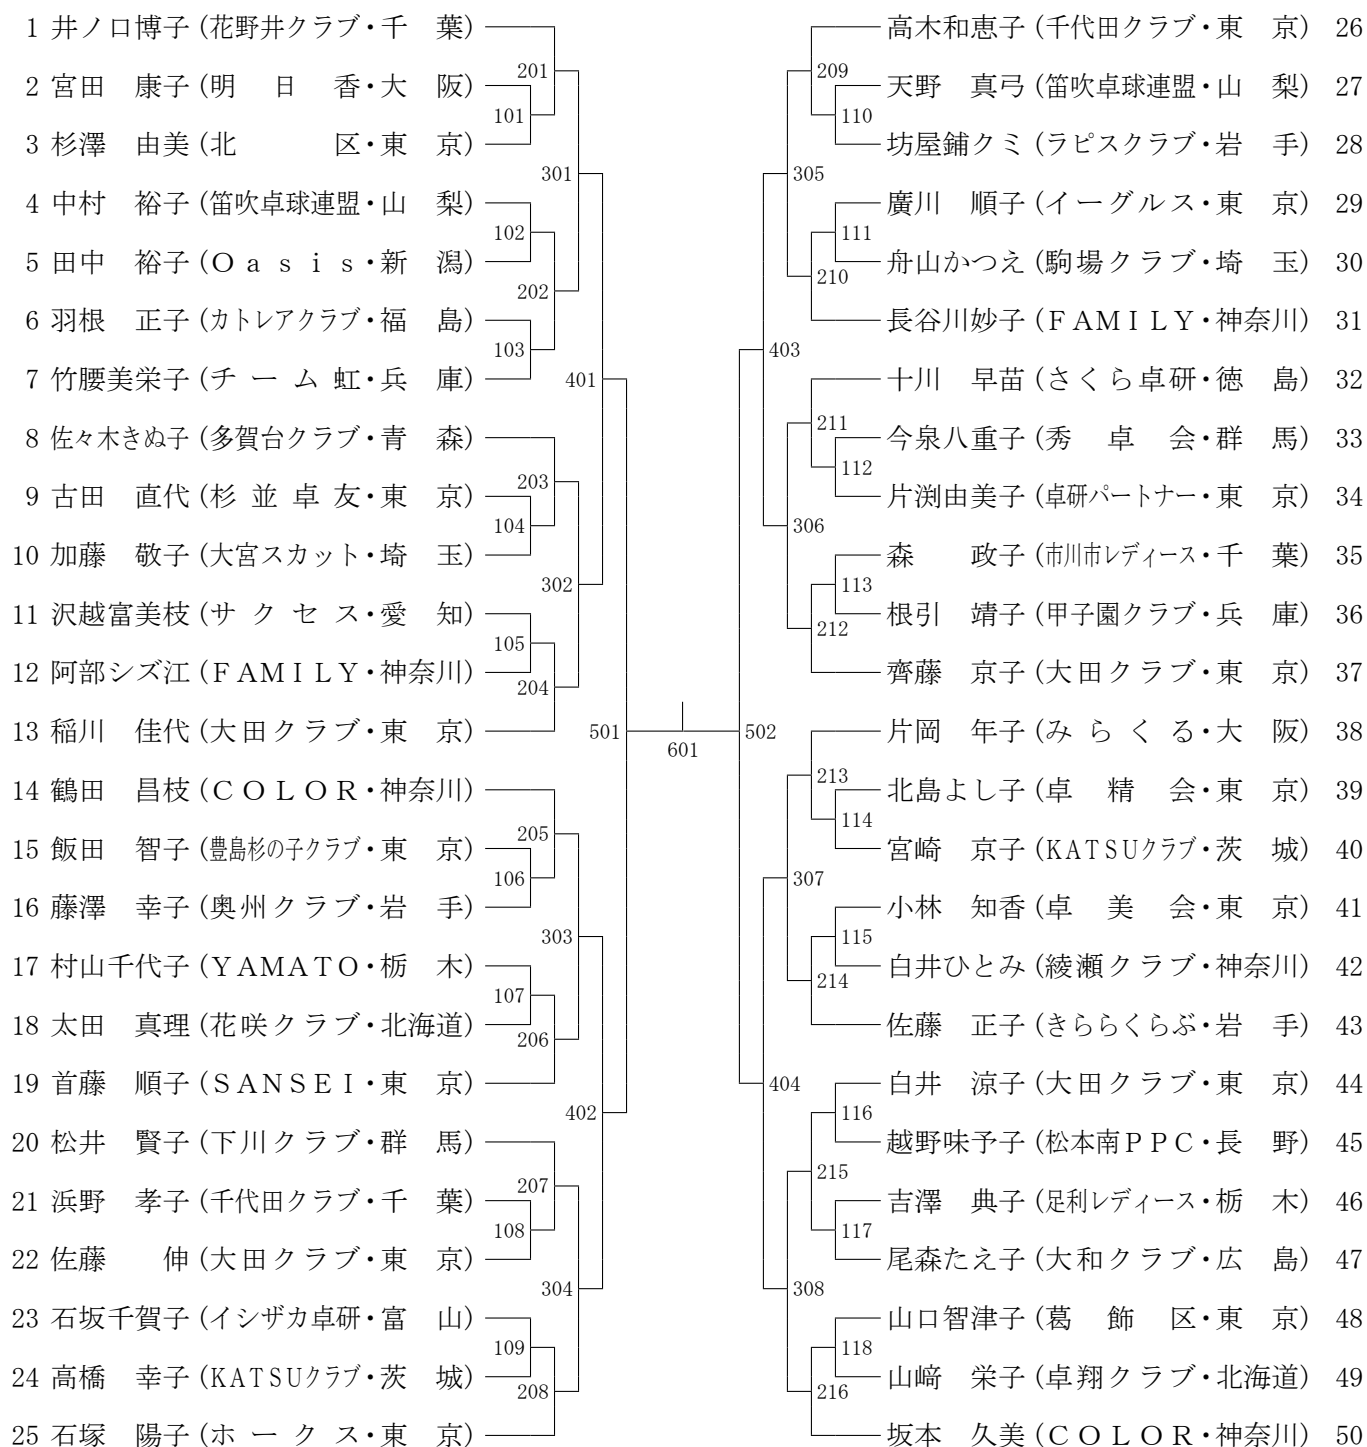 1 井ノ口博子 (花野井クラブ・千　葉)
201
2 宮田　康子 (明　日　香・大　阪)
101
3 杉澤　由美 (北　　　区・東　京)
301
4 中村　裕子 (笛吹卓球連盟・山　梨)
102
5 田中　裕子 (Ｏａｓｉｓ・新　潟)
202
6 羽根　正子 (カトレアクラブ・福　島)
103
7 竹腰美栄子 (チーム虹・兵　庫)
401
8 佐々木きぬ子 (多賀台クラブ・青　森)
203
9 古田　直代 (杉並卓友・東　京)
104
10 加藤　敬子 (大宮スカット・埼　玉)
302
11 沢越富美枝 (サクセス・愛　知)
105
12 阿部シズ江 (ＦＡＭＩＬＹ・神奈川)
204
13 稲川　佳代 (大田クラブ・東　京)
501
14 鶴田　昌枝 (ＣＯＬＯＲ・神奈川)
205
15 飯田　智子 (豊島杉の子クラブ・東　京)
106
16 藤澤　幸子 (奥州クラブ・岩　手)
303
17 村山千代子 (ＹＡＭＡＴＯ・栃　木)
107
18 太田　真理 (花咲クラブ・北海道)
206
19 首藤　順子 (ＳＡＮＳＥＩ・東　京)
402
20 松井　賢子 (下川クラブ・群　馬)
207
21 浜野　孝子 (千代田クラブ・千　葉)
108
22 佐藤　　伸 (大田クラブ・東　京)
304
23 石坂千賀子 (イシザカ卓研・富　山)
109
24 高橋　幸子 (KATSUクラブ・茨　城)
208
25 石塚　陽子 (ホークス・東　京)
601
高木和恵子 (千代田クラブ・東　京) 26
209
天野　真弓 (笛吹卓球連盟・山　梨) 27
110
坊屋鋪クミ (ラピスクラブ・岩　手) 28
305
廣川　順子 (イーグルス・東　京) 29
111
舟山かつえ (駒場クラブ・埼　玉) 30
210
長谷川妙子 (ＦＡＭＩＬＹ・神奈川) 31
403
十川　早苗 (さくら卓研・徳　島) 32
211
今泉八重子 (秀　卓　会・群　馬) 33
112
片渕由美子 (卓研パートナー・東　京) 34
306
森　　政子 (市川市レディース・千　葉) 35
113
根引　靖子 (甲子園クラブ・兵　庫) 36
212
齊藤　京子 (大田クラブ・東　京) 37
502
片岡　年子 (みらくる・大　阪) 38
213
北島よし子 (卓　精　会・東　京) 39
114
宮崎　京子 (KATSUクラブ・茨　城) 40
307
小林　知香 (卓　美　会・東　京) 41
115
白井ひとみ (綾瀬クラブ・神奈川) 42
214
佐藤　正子 (きららくらぶ・岩　手) 43
404
白井　涼子 (大田クラブ・東　京) 44
116
越野味予子 (松本南ＰＰＣ・長　野) 45
215
吉澤　典子 (足利レディース・栃　木) 46
117
尾森たえ子 (大和クラブ・広　島) 47
308
山口智津子 (葛　飾　区・東　京) 48
118
山﨑　栄子 (卓翔クラブ・北海道) 49
216
坂本　久美 (ＣＯＬＯＲ・神奈川) 50